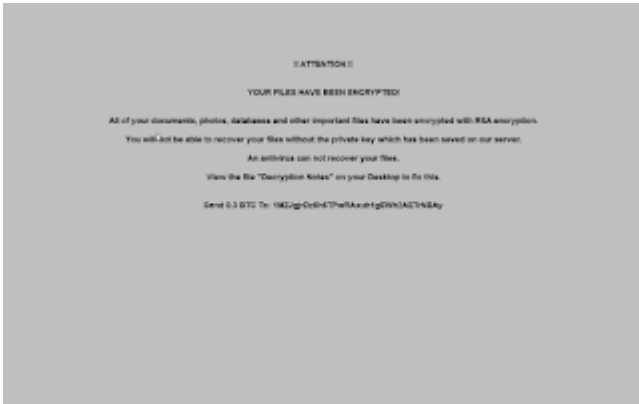 ATTENTION
YOUR FILES HAVE BEEN ENCRYPTED!
All of your documents, photos, databases and other important files have been encrypted with RSA encryption.
You will not be able to recover your files without the private key which has been saved on our server.
An antivirus can not recover your files.
View the file "Decryption Notes" on your Desktop to fix this.
Send 0.3 BTC To: